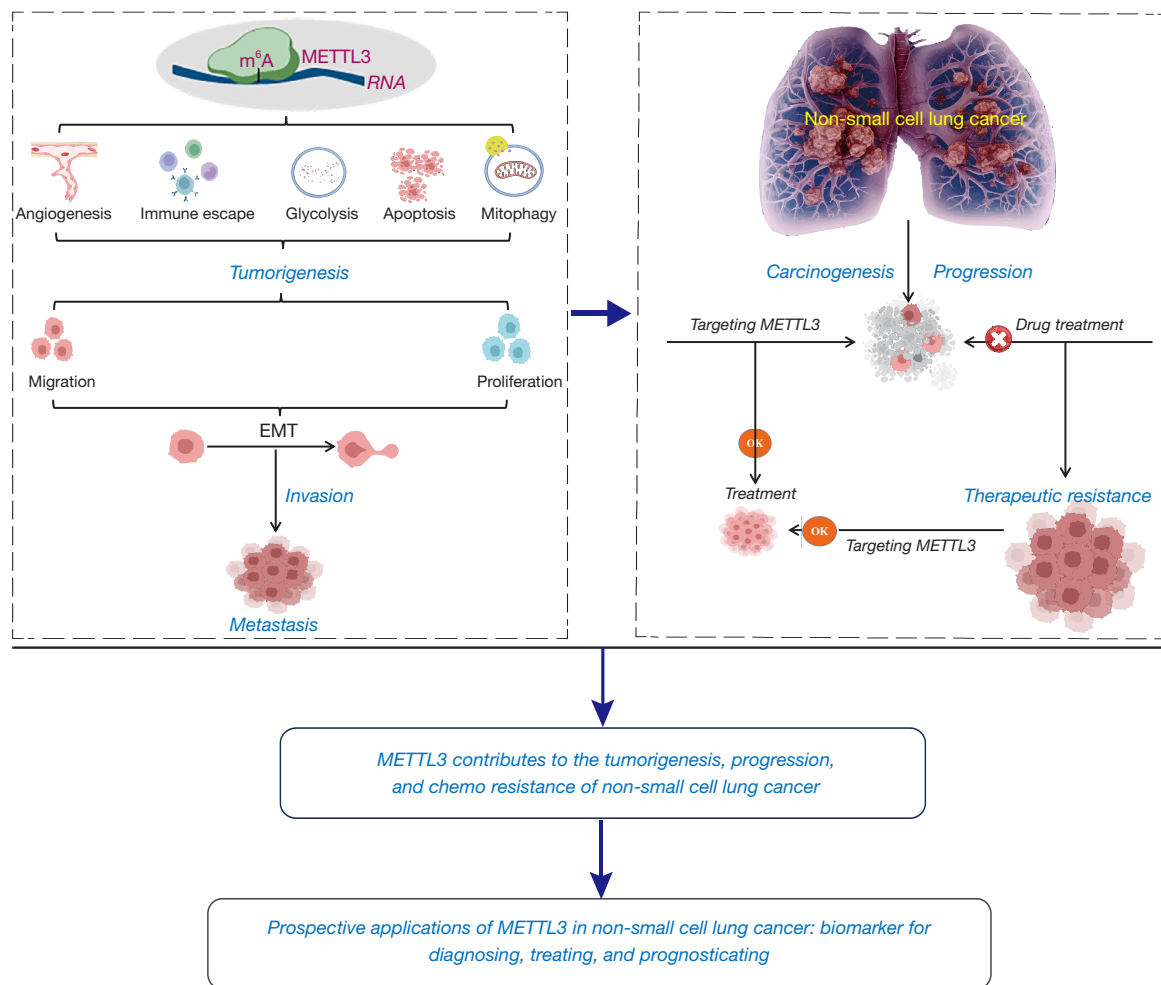 m⁶A
METTL3
RNA
Angiogenesis
Immune escape
Glycolysis
Apoptosis
Mitophagy
Tumorigenesis
Migration
Proliferation
EMT
Invasion
Metastasis
Non-small cell lung cancer
Carcinogenesis
Progression
Targeting METTL3
Drug treatment
OK
Treatment
Therapeutic resistance
OK
Targeting METTL3
METTL3 contributes to the tumorigenesis, progression,
and chemo resistance of non-small cell lung cancer
Prospective applications of METTL3 in non-small cell lung cancer: biomarker for
diagnosing, treating, and prognosticating